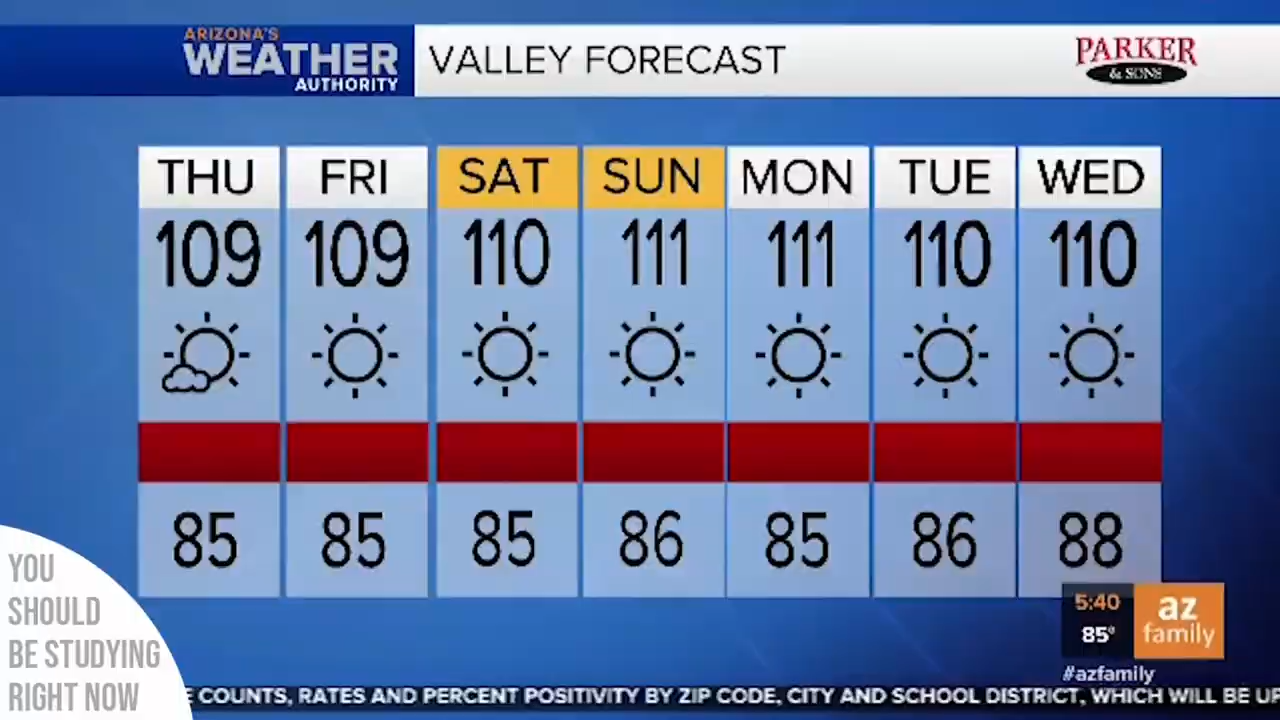 ARIZONA'S
WEATHER
AUTHORITY
VALLEY FORECAST
PARKER
& SONS
THU FRI SAT SUN MON TUE WED
109 109 110 111 111 110 110
85 85 85 86 85 86 88
YOU
SHOULD
BE STUDYING
RIGHT NOW
5:40
85°
az
family
#azfamily
COUNTS, RATES AND PERCENT POSITIVITY BY ZIP CODE, CITY AND SCHOOL DISTRICT, WHICH WILL BE